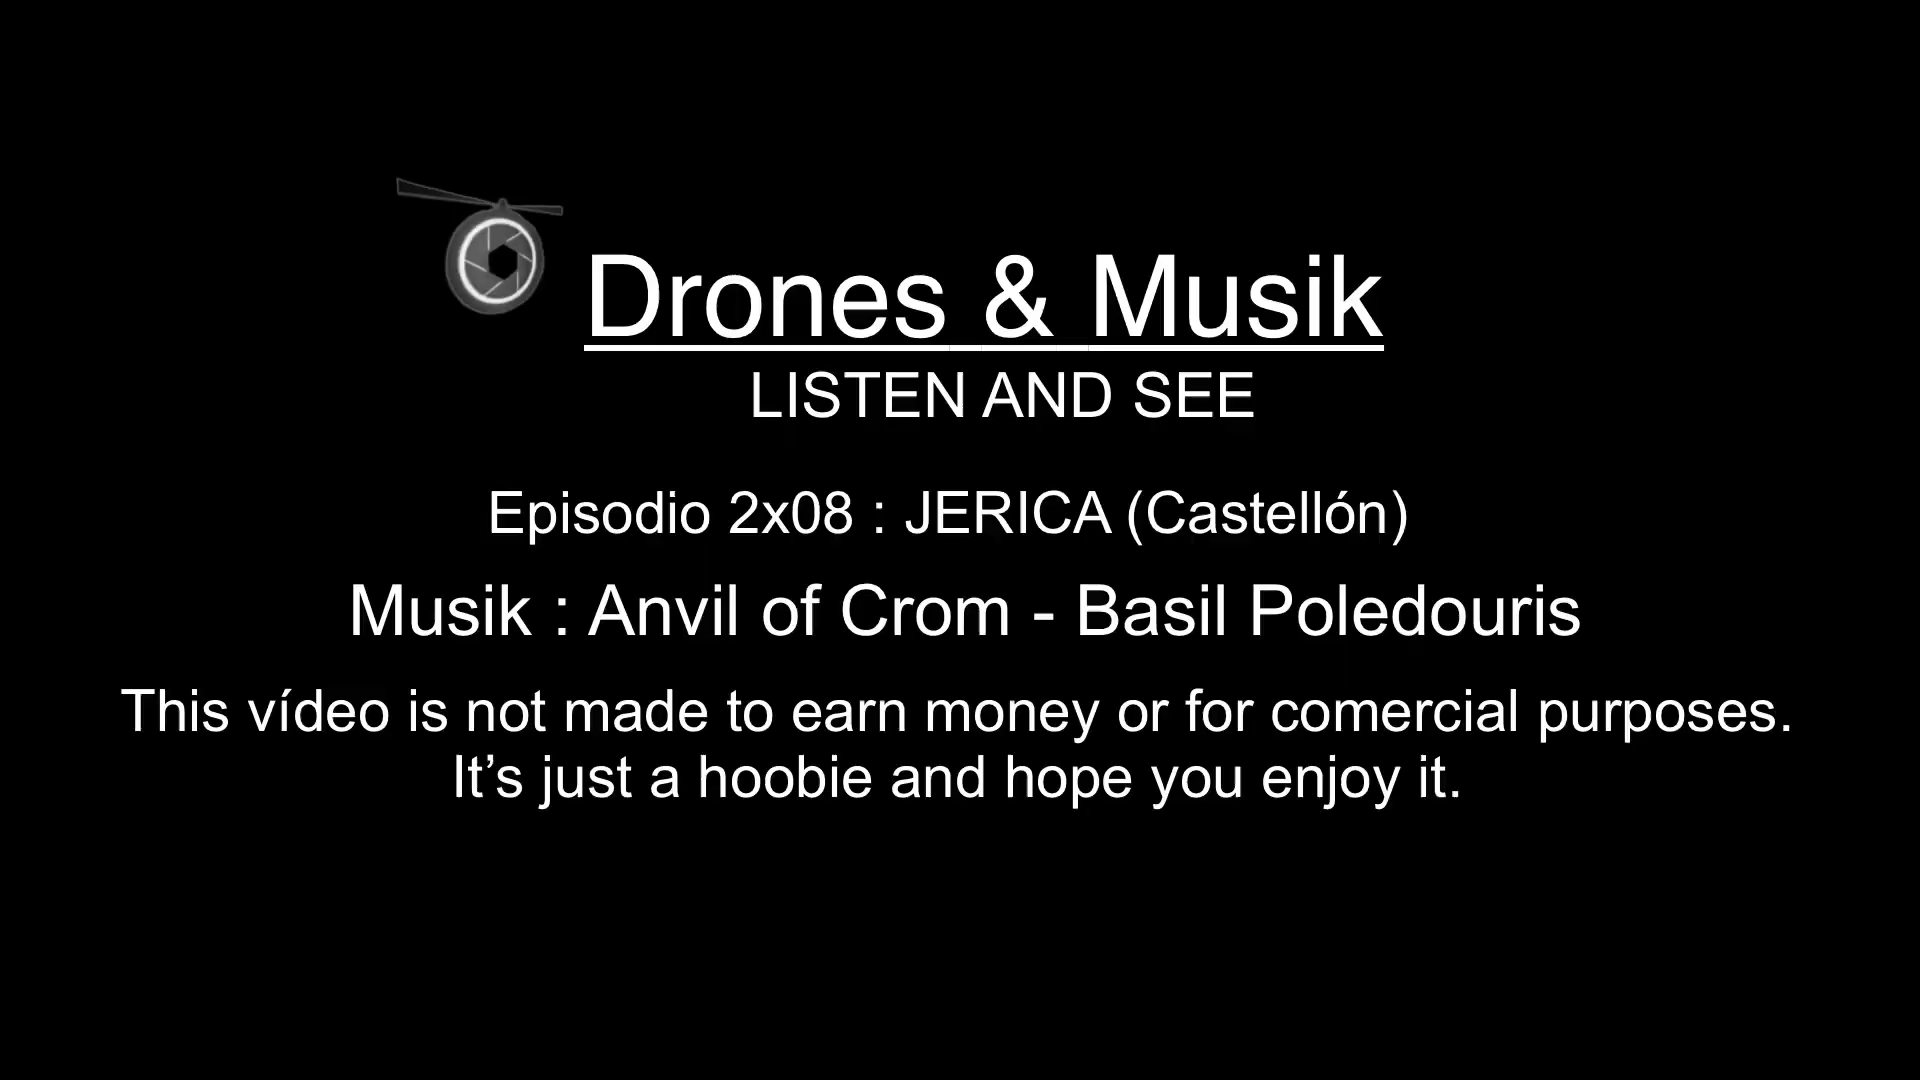 Drones & Musik
LISTEN AND SEE
Episodio 2x08 : JERICA (Castellón)
Musik : Anvil of Crom - Basil Poledouris
This vídeo is not made to earn money or for comercial purposes.
It’s just a hoobie and hope you enjoy it.